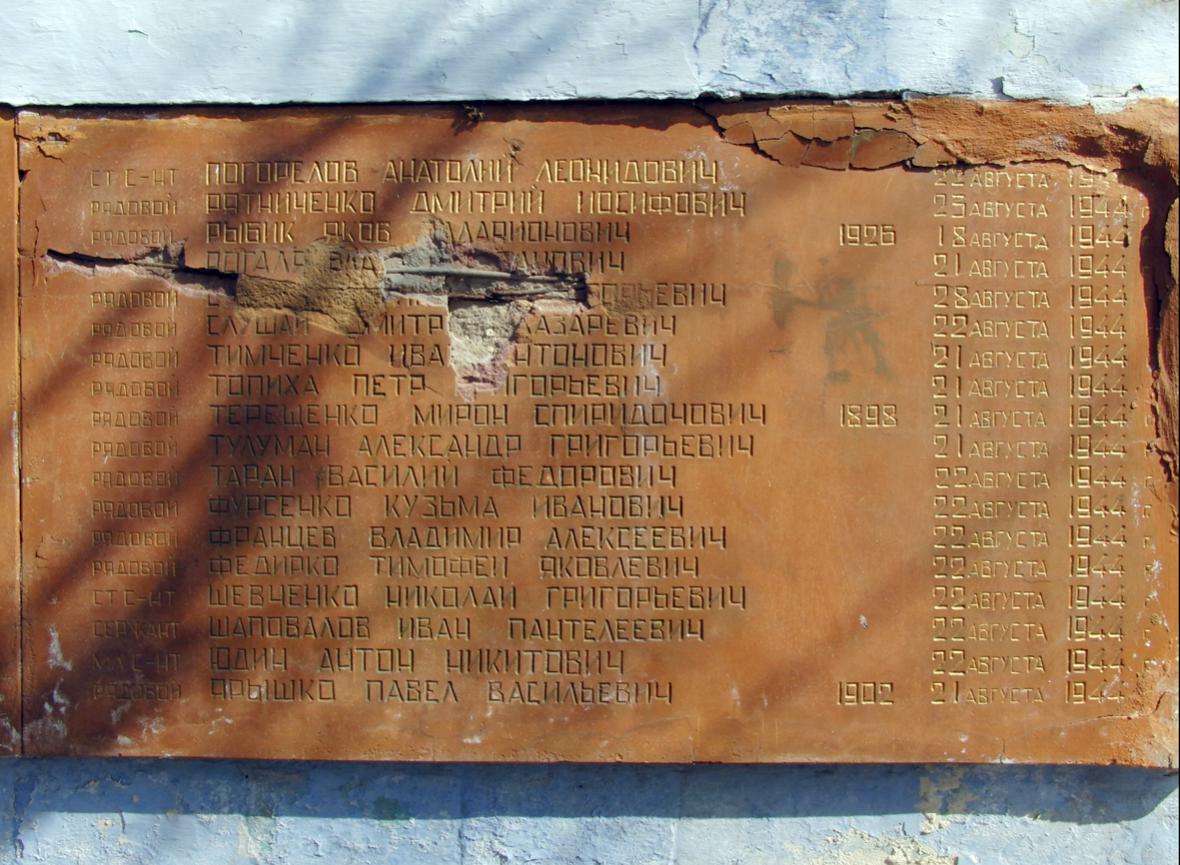 СТ С-НТ ПОГОРЕЛОВ АНАТОЛИЙ ЛЕОНИДОВИЧ 22 АВГУСТА
РЯДОВОЙ РЯТНИЧЕНКО ДМИТРИЙ ИОСИФОВИЧ 23 АВГУСТА 1944 г
РЯДОВОЙ РЫБИК ЯКОВ 1926 18 АВГУСТА 1944
21 АВГУСТА 1944
РЯДОВОЙ 28 АВГУСТА 1944
РЯДОВОЙ СЛУШАЙ ЛАЗАРЕВИЧ 22 АВГУСТА 1944
РЯДОВОЙ ТИМЧЕНКО 21 АВГУСТА 1944
РЯДОВОЙ ТОПИХА ПЕТР 21 АВГУСТА 1944
РЯДОВОЙ ТЕРЕЩЕНКО МИРОН СПИРИДОЧОВИЧ 1898 21 АВГУСТА 1944
РЯДОВОЙ ТУЛУМАН АЛЕКСАНДР ГРИГОРЬЕВИЧ 21 АВГУСТА 1944
РЯДОВОЙ ТАРАН ВАСИЛИЙ ФЕДОРОВИЧ 22 АВГУСТА 1944
РЯДОВОЙ ФУРСЕНКО КУЗЬМА ИВАНОВИЧ 22 АВГУСТА 1944
РЯДОВОЙ ФРАНЦЕВ ВЛАДИМИР АЛЕКСЕЕВИЧ 22 АВГУСТА 1944 г
РЯДОВОЙ ФЕДИРКО ТИМОФЕЙ ЯКОВЛЕВИЧ 22 АВГУСТА 1944 г
СТ С-НТ ШЕВЧЕНКО НИКОЛАЙ ГРИГОРЬЕВИЧ 22 АВГУСТА 1944 г
СЕРЖАНТ ШАПОВАЛОВ ИВАН ПАНТЕЛЕЕВИЧ 22 АВГУСТА 1944 г
МЛ С-НТ ЮДИН АНТОН НИКИТОВИЧ 22 АВГУСТА 1944 г
РЯДОВОЙ ЯРЫШКО ПАВЕЛ ВАСИЛЬЕВИЧ 1902 21 АВГУСТА 1944